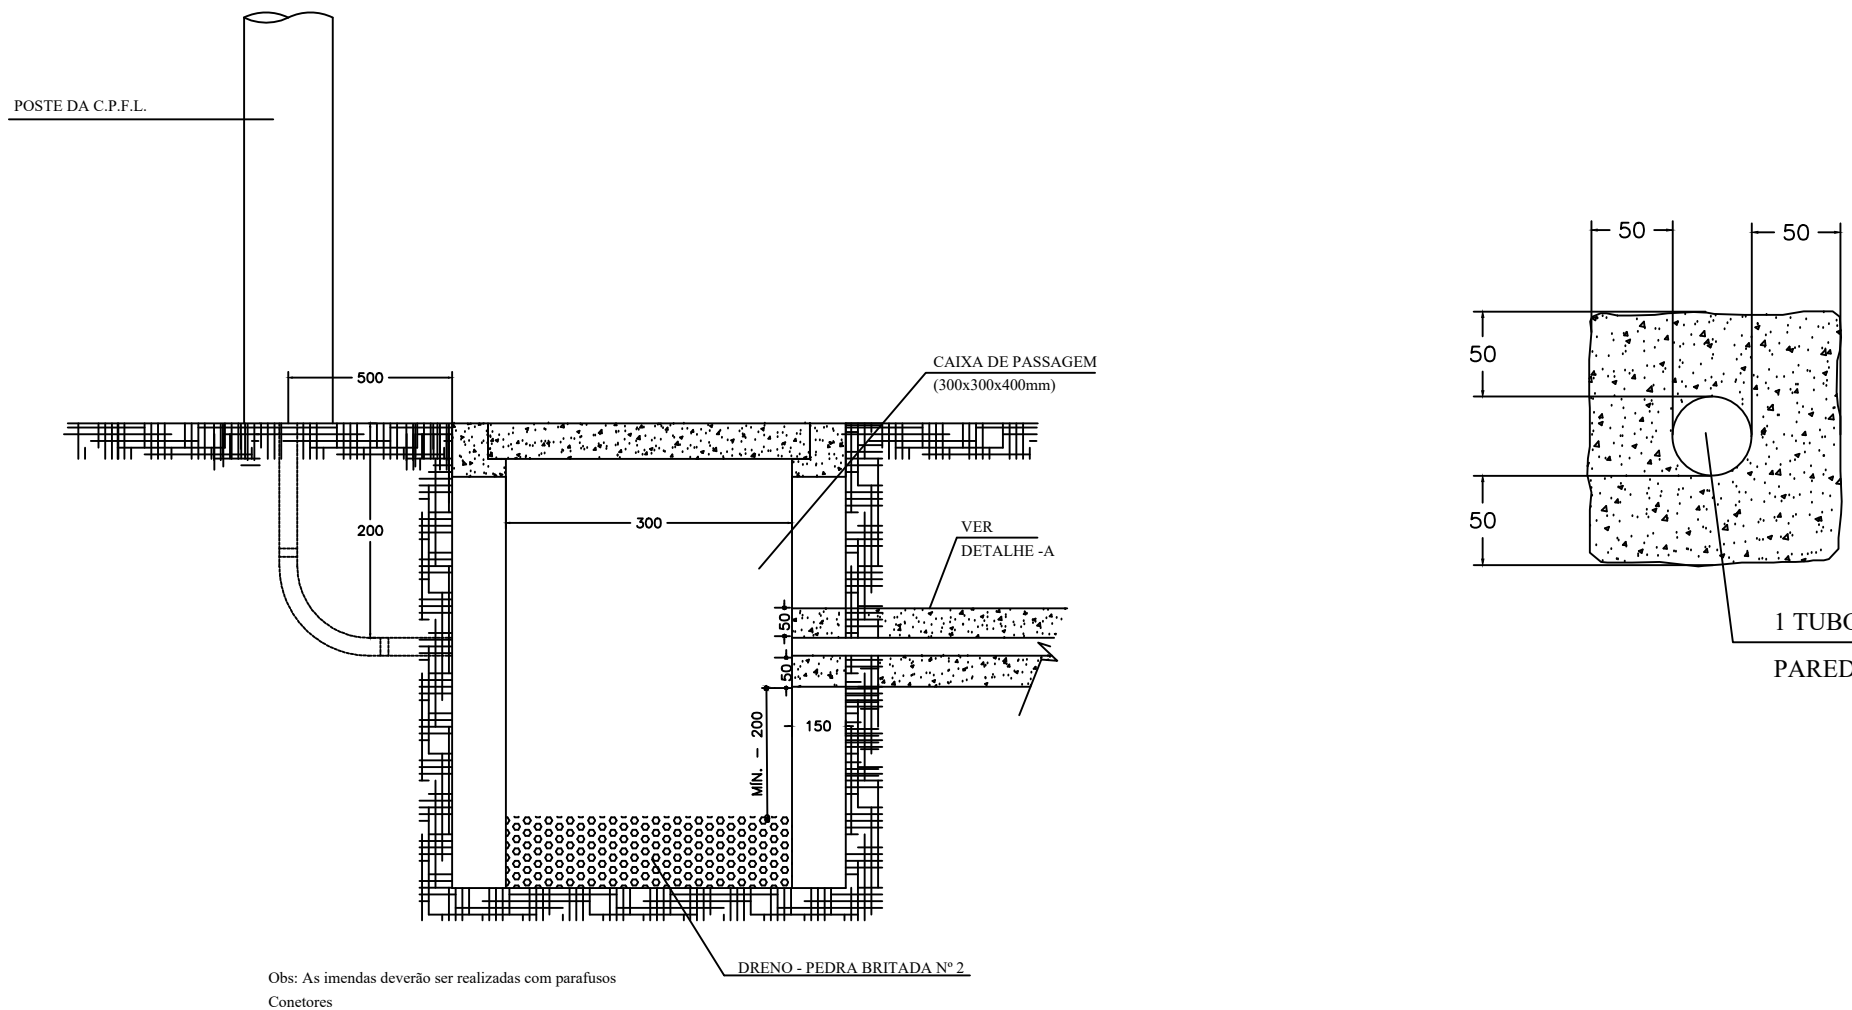 POSTE DA C.P.F.L.
50
50
CAIXA DE PASSAGEM
(300x300x400mm)
500
50
VER
DETALHE -A
200
300
50
50
50
1 TUBO
PARED
150
MÍN. - 200
DRENO - PEDRA BRITADA Nº 2
Obs: As imendas deverão ser realizadas com parafusos
Conetores